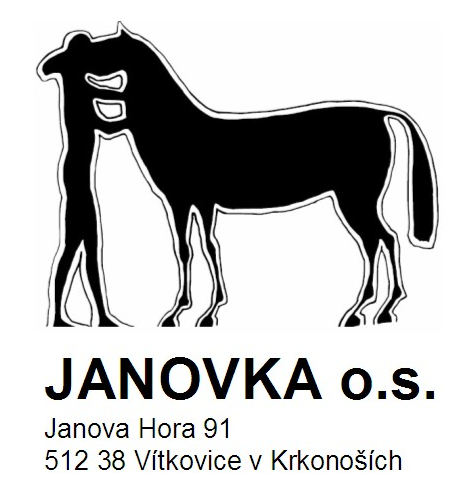 JANOVKA o.s.
Janova Hora 91
512 38 Vítkovice v Krkonoších